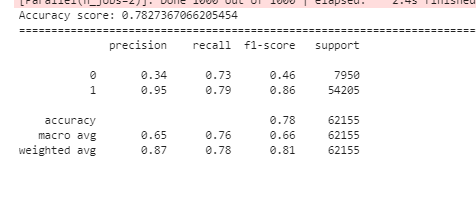 [Parallel(n_jobs=2)]: Done 1000 out of 1000 | elapsed: 2.4s finished
Accuracy score: 0.7827367066205454
precision recall f1-score support
0 0.34 0.73 0.46 7950
1 0.95 0.79 0.86 54205
accuracy 0.78 62155
macro avg 0.65 0.76 0.66 62155
weighted avg 0.87 0.78 0.81 62155